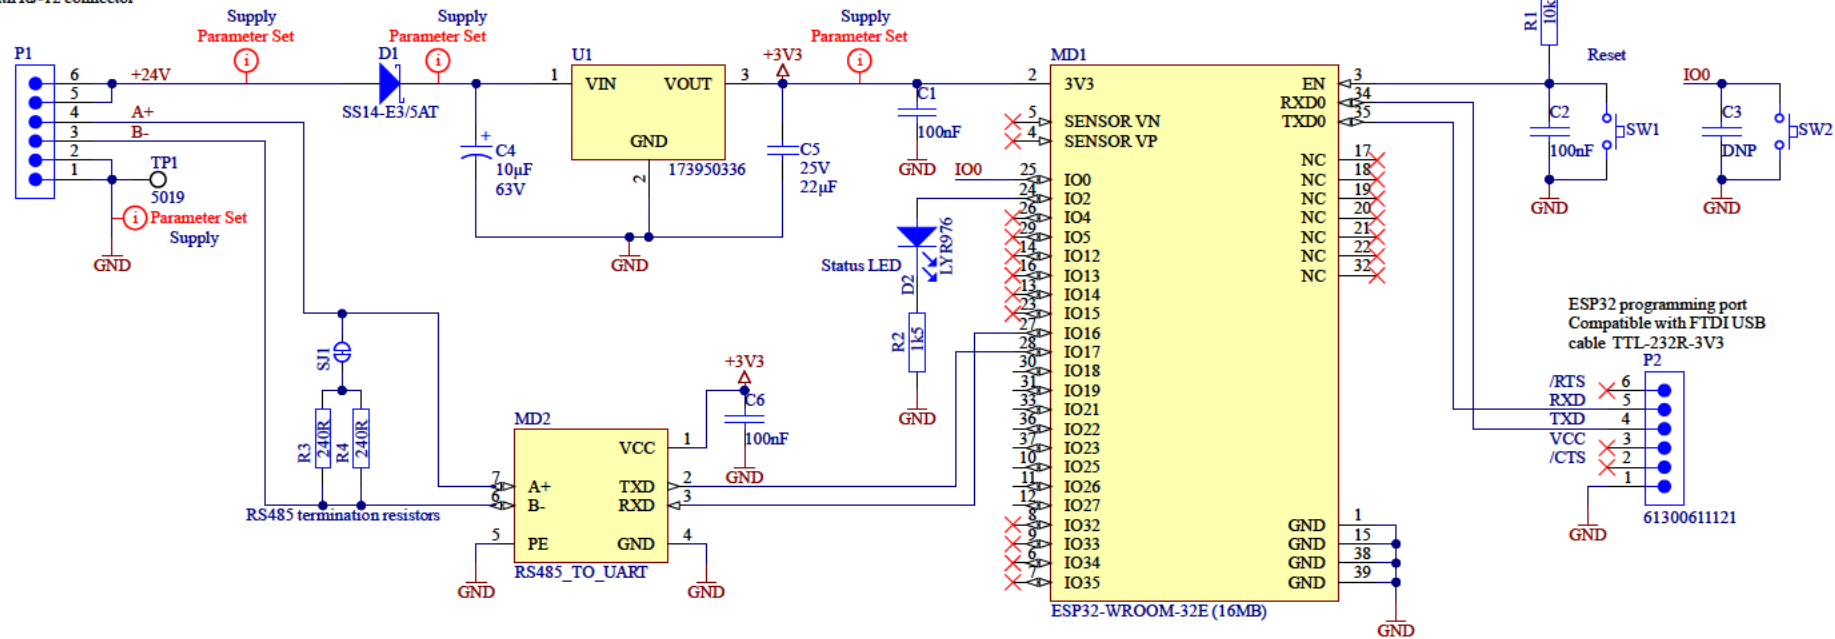 Supply
Parameter Set
Supply
Parameter Set
Supply
Parameter Set
P1
6
5
4
3
2
1
+24V
A+
B-
TP1
5019
Parameter Set
Supply
GND
D1
SS14-E3/5AT
C4
10µF
63V
U1
1
VIN
VOUT
3
GND
2
173950336
GND
+3V3
C5
25V
22µF
C1
100nF
GND
IO0
Status LED
D2
LYR976
R2
1k5
GND
SJ1
R3
240R
R4
240R
RS485 termination resistors
+3V3
C6
100nF
GND
MD2
VCC
1
7
A+
TXD
2
6
B-
RXD
3
5
PE
GND
4
RS485_TO_UART
GND
GND
MD1
2
3V3
5
SENSOR VN
4
SENSOR VP
25
IO0
24
IO2
26
IO4
29
IO5
14
IO12
16
IO13
13
IO14
23
IO15
27
IO16
28
IO17
30
IO18
31
IO19
33
IO21
36
IO22
37
IO23
10
IO25
11
IO26
12
IO27
8
IO32
9
IO33
6
IO34
7
IO35
EN
3
RXD0
34
TXD0
35
NC
17
NC
18
NC
19
NC
20
NC
21
NC
22
NC
32
GND
1
GND
15
GND
38
GND
39
ESP32-WROOM-32E (16MB)
GND
R1
10k
Reset
C2
100nF
SW1
GND
IO0
C3
DNP
SW2
GND
ESP32 programming port
Compatible with FTDI USB
cable TTL-232R-3V3
P2
/RTS
6
RXD
5
TXD
4
VCC
3
/CTS
2
1
61300611121
GND